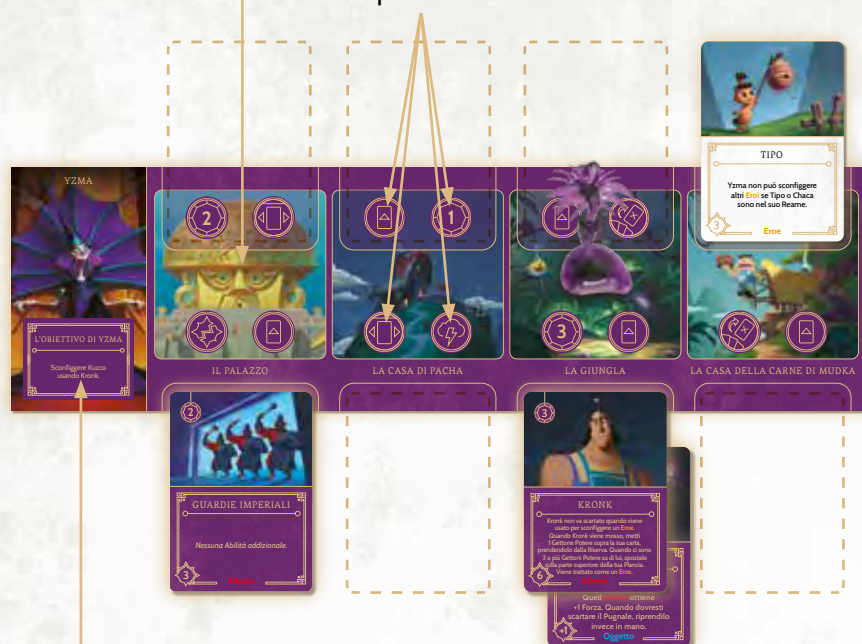 YZMA
L'OBIETTIVO DI YZMA
Sconfiggere Kuzco
usando Kronk.
2
1
3
IL PALAZZO
LA CASA DI PACHA
LA GIUNGLA
LA CASA DELLA CARNE DI MUDKA
TIPO
Yzma non può sconfiggere
altri Eroi se Tipo o Chaca
sono nel suo Reame.
3
Eroe
2
GUARDIE IMPERIALI
Nessuna Abilità addizionale.
3
Alleato
3
KRONK
Kronk non va scartato quando viene
usato per sconfiggere un Eroe.
Quando Kronk viene mosso, metti
1 Gettone Potere sopra la sua carta,
prendendolo dalla Riserva. Quando ci sono
3 o più Gettoni Potere su di lui, spostalo
sulla parte superiore della tua Plancia.
Viene trattato come un Eroe.
6
Alleato
Quell' ottiene
+1 Forza. Quando dovresti
scartare il Pugnale, riprendilo
invece in mano.
+1
Oggetto